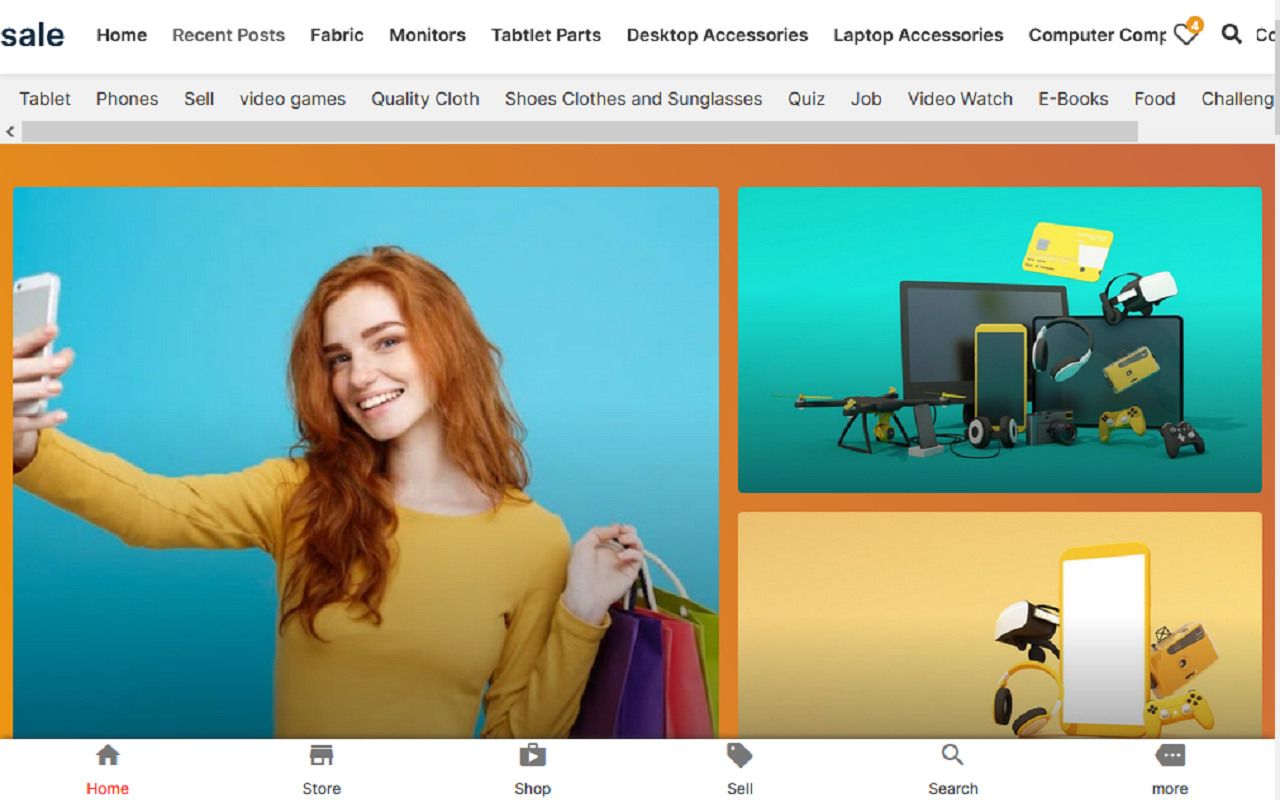 sale Home Recent Posts Fabric Monitors Tabtlet Parts Desktop Accessories Laptop Accessories Computer Comp 4 Co
Tablet Phones Sell video games Quality Cloth Shoes Clothes and Sunglasses Quiz Job Video Watch E-Books Food Challeng
Home Store Shop Sell Search more